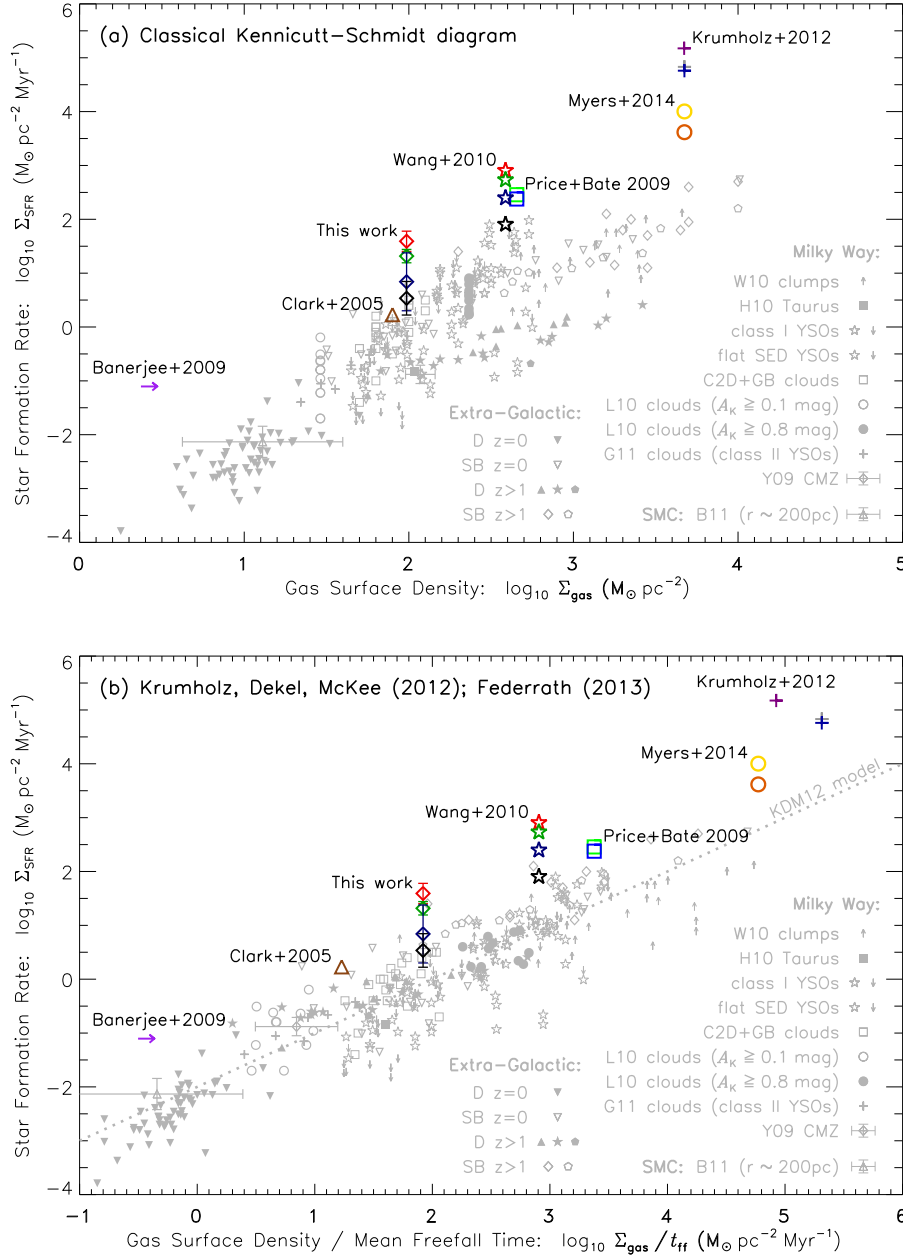 (a) Classical Kennicutt−Schmidt diagram
Krumholz+2012
Myers+2014
Wang+2010
Price+Bate 2009
This work
Clark+2005
Banerjee+2009
Milky Way:
W10 clumps
H10 Taurus
class I YSOs
flat SED YSOs
C2D+GB clouds
L10 clouds (A_K ≧ 0.1 mag)
L10 clouds (A_K ≧ 0.8 mag)
G11 clouds (class II YSOs)
Y09 CMZ
SMC: B11 (r ~ 200pc)
Extra−Galactic:
D z=0
SB z=0
D z>1
SB z>1
6
4
2
0
−2
−4
0 1 2 3 4 5
Star Formation Rate: log₁₀ Σ_SFR (M⊙ pc⁻² Myr⁻¹)
Gas Surface Density: log₁₀ Σ_gas (M⊙ pc⁻²)
(b) Krumholz, Dekel, McKee (2012); Federrath (2013)
Krumholz+2012
Myers+2014
KDM12 model
Wang+2010
Price+Bate 2009
This work
Clark+2005
Banerjee+2009
Milky Way:
W10 clumps
H10 Taurus
class I YSOs
flat SED YSOs
C2D+GB clouds
L10 clouds (A_K ≧ 0.1 mag)
L10 clouds (A_K ≧ 0.8 mag)
G11 clouds (class II YSOs)
Y09 CMZ
SMC: B11 (r ~ 200pc)
Extra−Galactic:
D z=0
SB z=0
D z>1
SB z>1
6
4
2
0
−2
−4
−1 0 1 2 3 4 5 6
Star Formation Rate: log₁₀ Σ_SFR (M⊙ pc⁻² Myr⁻¹)
Gas Surface Density / Mean Freefall Time: log₁₀ Σ_gas / t_ff (M⊙ pc⁻² Myr⁻¹)